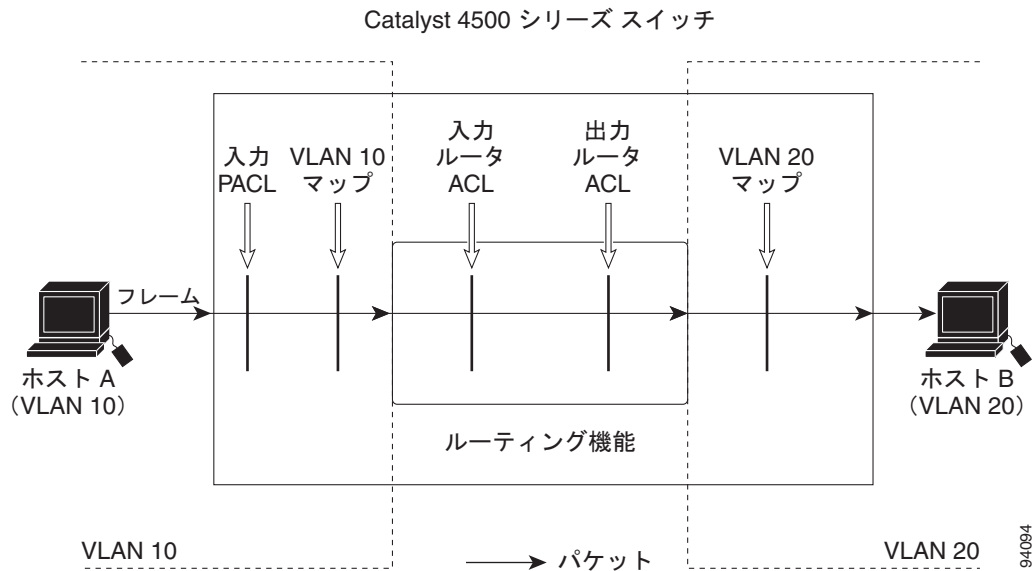 Catalyst 4500 シリーズ スイッチ
入力
PACL
VLAN 10
マップ
入力
ルータ
ACL
出力
ルータ
ACL
VLAN 20
マップ
フレーム
ホスト A
（VLAN 10）
ホスト B
（VLAN 20）
ルーティング機能
VLAN 10
パケット
VLAN 20
94094